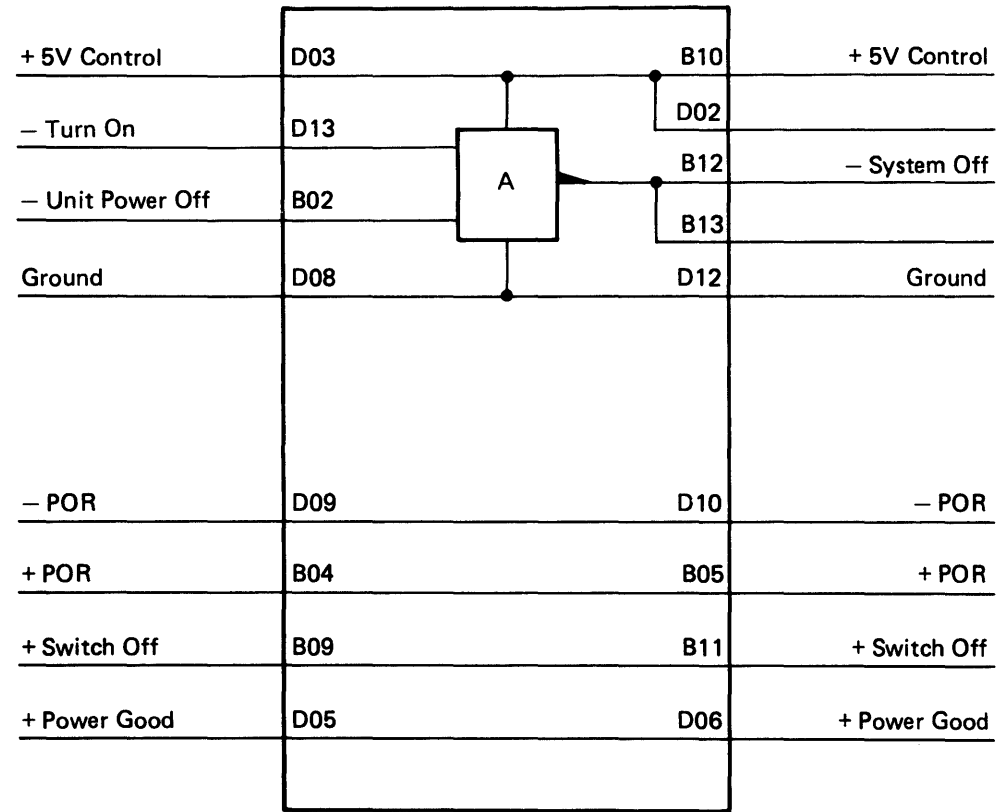 + 5V Control D03 B10 + 5V Control
D02
– Turn On D13
B12 – System Off
A
– Unit Power Off B02
B13
Ground D08 D12 Ground
– POR D09 D10 – POR
+ POR B04 B05 + POR
+ Switch Off B09 B11 + Switch Off
+ Power Good D05 D06 + Power Good